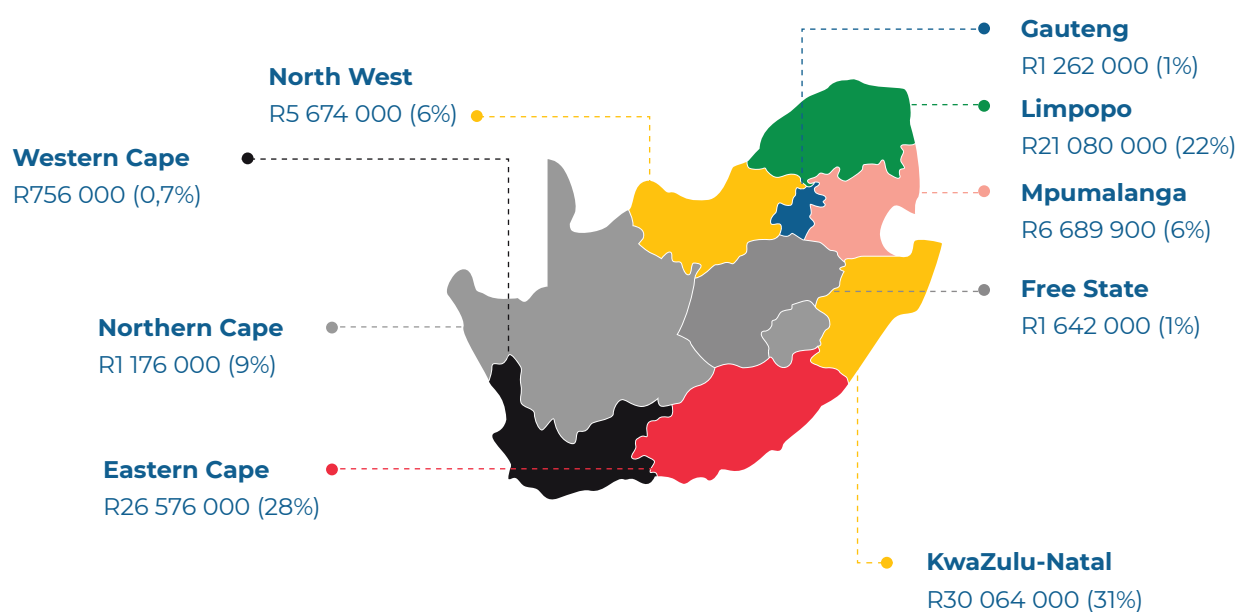 Gauteng
R1 262 000 (1%)
North West
R5 674 000 (6%)
Limpopo
R21 080 000 (22%)
Western Cape
R756 000 (0,7%)
Mpumalanga
R6 689 900 (6%)
Free State
R1 642 000 (1%)
Northern Cape
R1 176 000 (9%)
Eastern Cape
R26 576 000 (28%)
KwaZulu-Natal
R30 064 000 (31%)